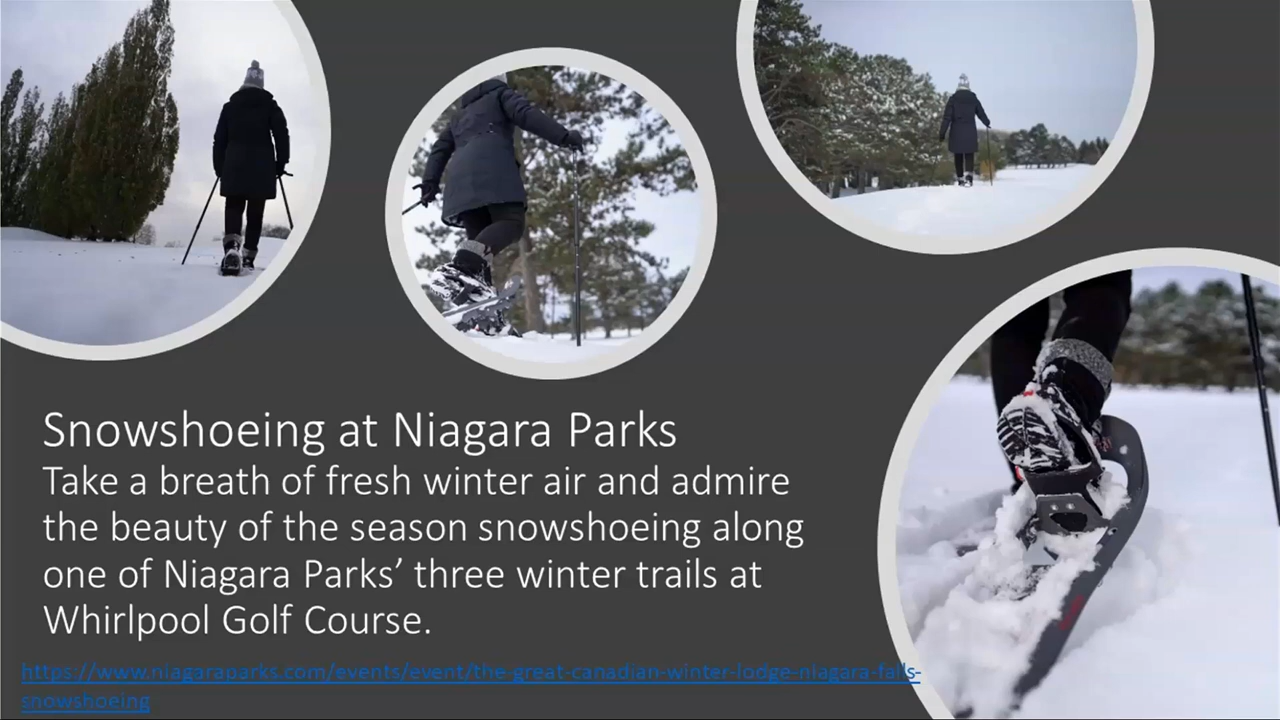 Snowshoeing at Niagara Parks
Take a breath of fresh winter air and admire
the beauty of the season snowshoeing along
one of Niagara Parks’ three winter trails at
Whirlpool Golf Course.
https://www.niagaraparks.com/events/event/the-great-canadian-winter-lodge-niagara-falls-
snowshoeing